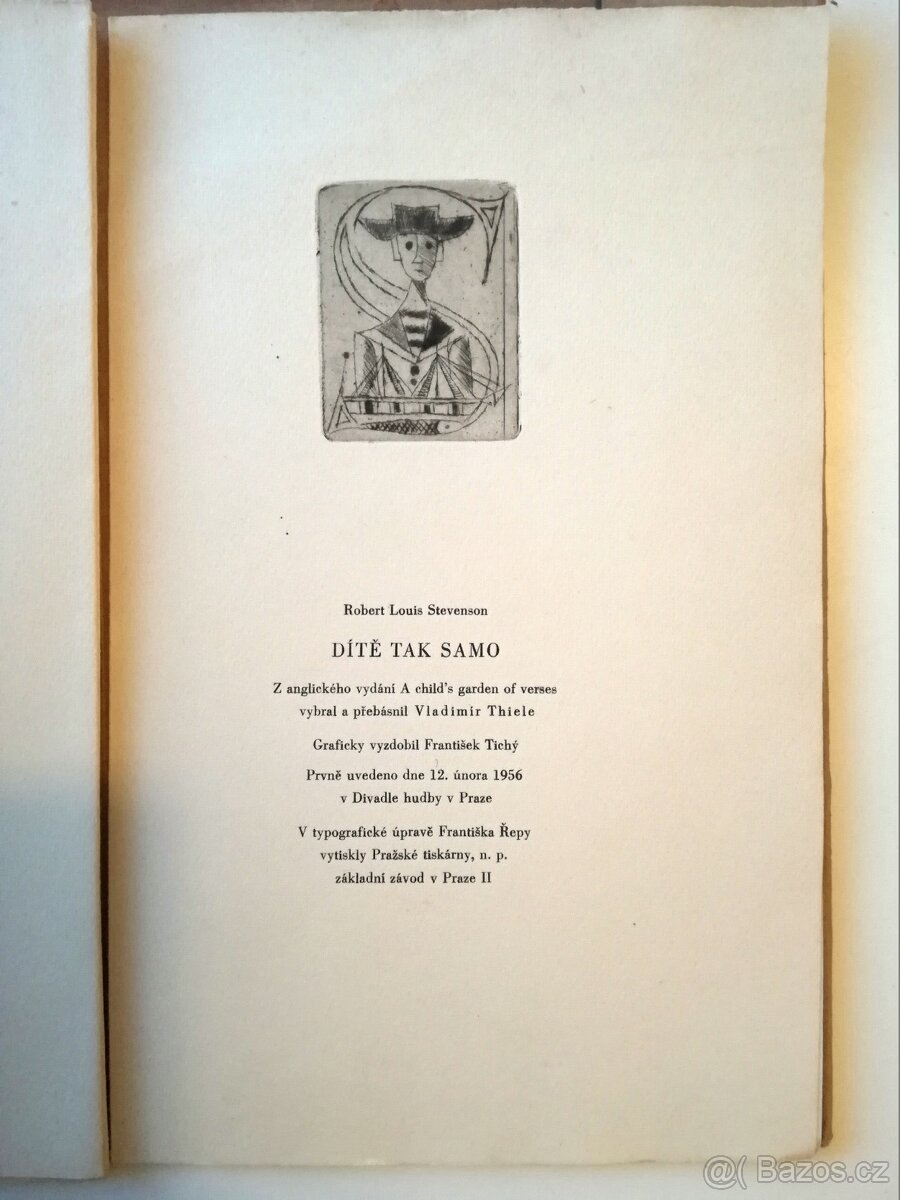 Robert Louis Stevenson
DÍTĚ TAK SAMO
Z anglického vydání A child's garden of verses
vybral a přebásnil Vladimír Thiele
Graficky vyzdobil František Tichý
Prvně uvedeno dne 12. února 1956
v Divadle hudby v Praze
V typografické úpravě Františka Řepy
vytiskly Pražské tiskárny, n. p.
základní závod v Praze II
@( Bazos.cz